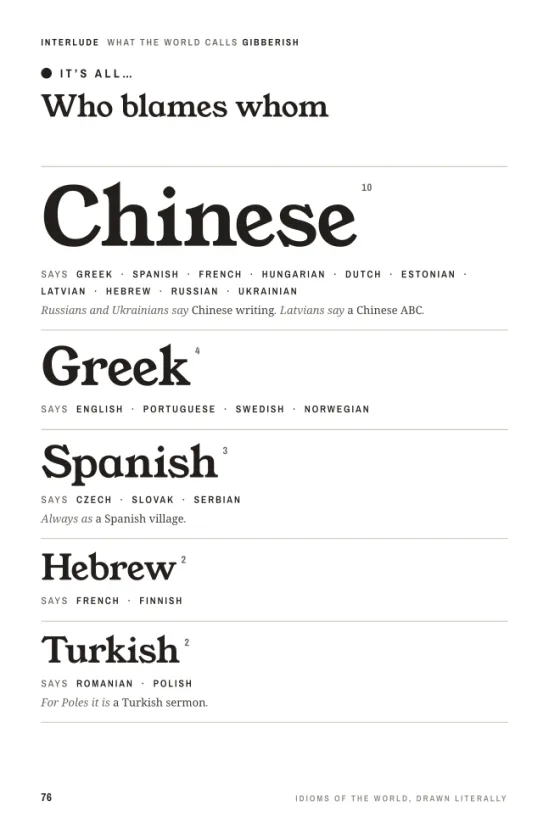 INTERLUDE WHAT THE WORLD CALLS GIBBERISH
● IT'S ALL…
Who blames whom
Chinese 10
SAYS GREEK · SPANISH · FRENCH · HUNGARIAN · DUTCH · ESTONIAN ·
LATVIAN · HEBREW · RUSSIAN · UKRAINIAN
Russians and Ukrainians say Chinese writing. Latvians say a Chinese ABC.
Greek 4
SAYS ENGLISH · PORTUGUESE · SWEDISH · NORWEGIAN
Spanish 3
SAYS CZECH · SLOVAK · SERBIAN
Always as a Spanish village.
Hebrew 2
SAYS FRENCH · FINNISH
Turkish 2
SAYS ROMANIAN · POLISH
For Poles it is a Turkish sermon.
76 IDIOMS OF THE WORLD, DRAWN LITERALLY